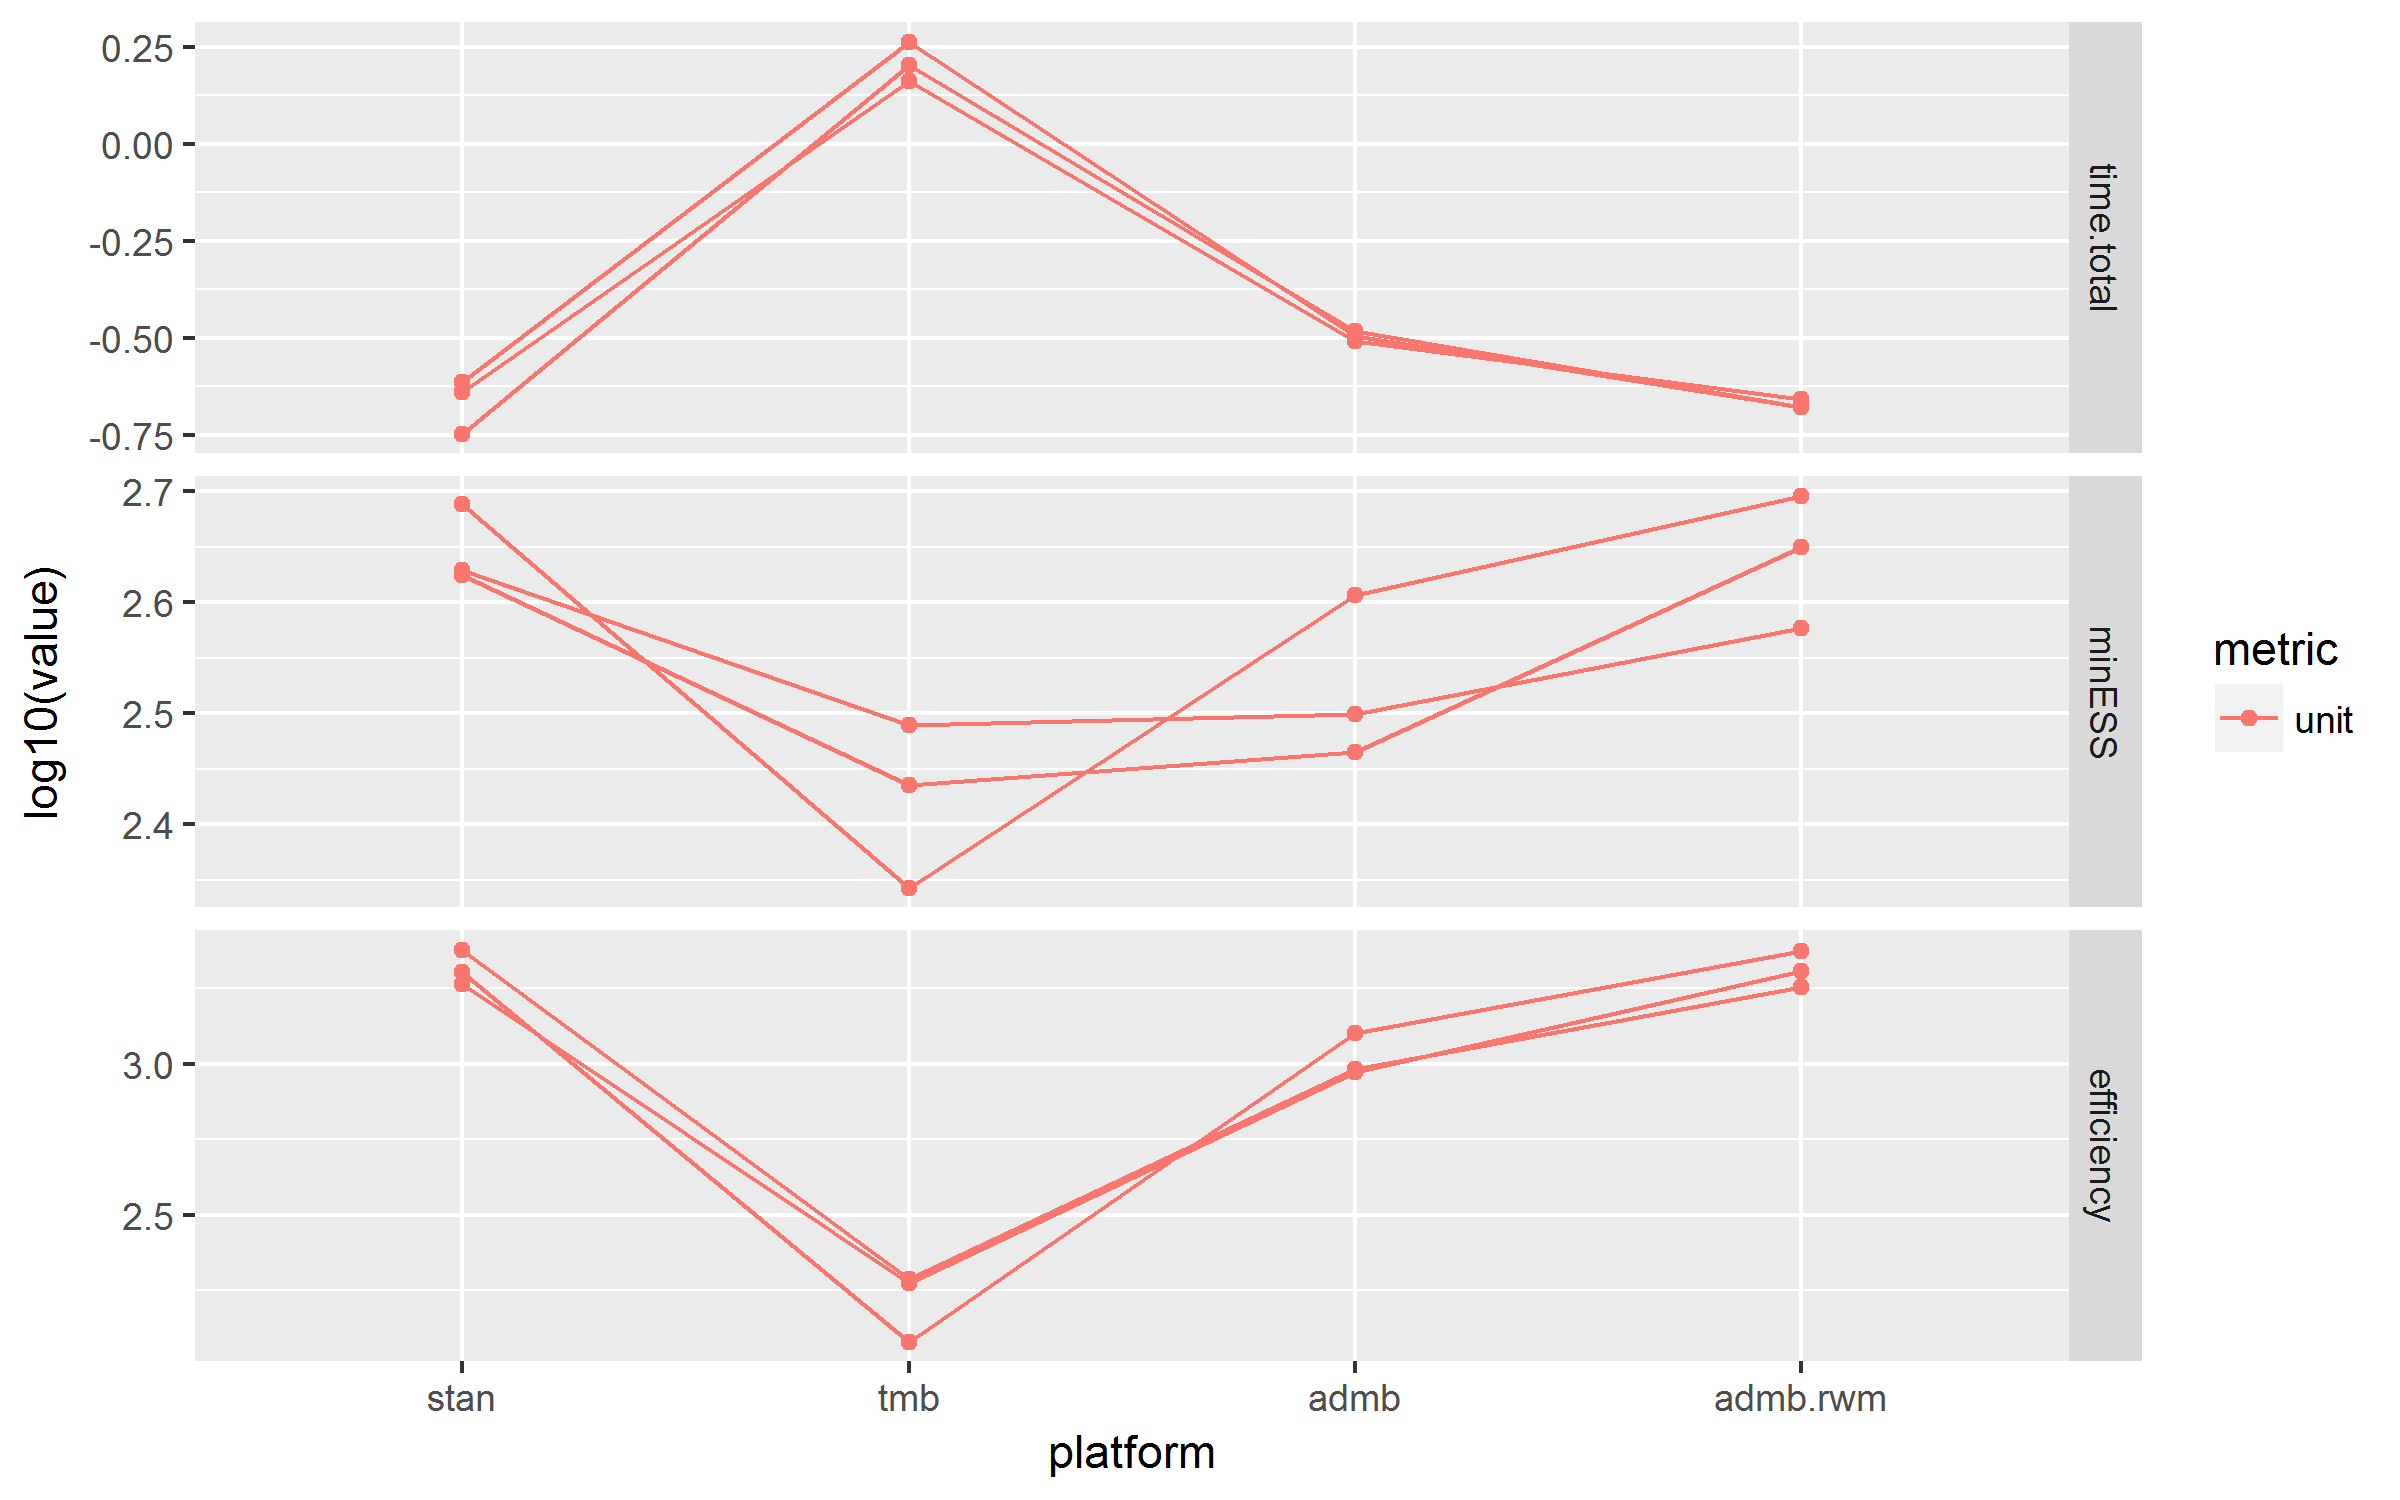 0.25
0.00
-0.25
-0.50
-0.75
time.total
2.7
2.6
2.5
2.4
minESS
3.0
2.5
efficiency
log10(value)
stan
tmb
admb
admb.rwm
platform
metric
unit